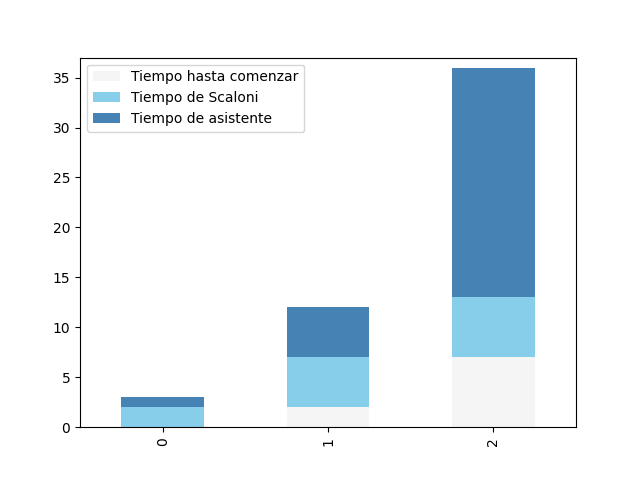 Tiempo hasta comenzar
Tiempo de Scaloni
Tiempo de asistente
35
30
25
20
15
10
5
0
0 1 2